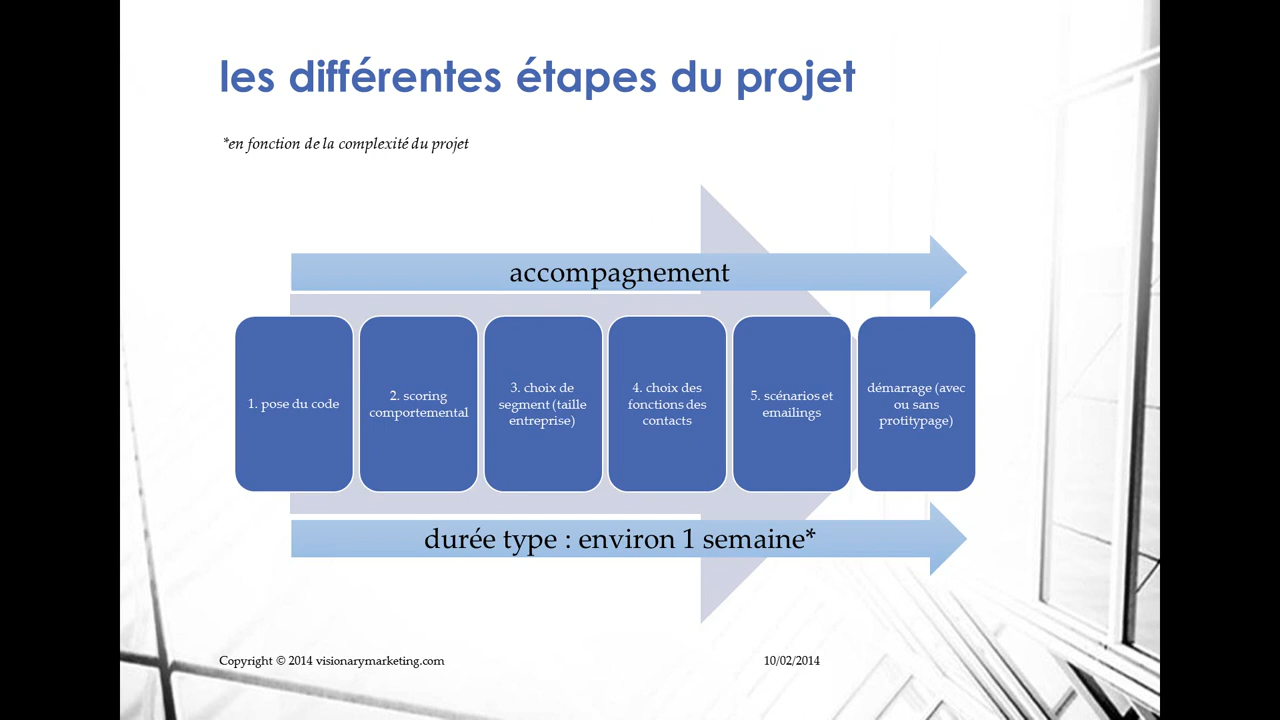 les différentes étapes du projet
*en fonction de la complexité du projet
accompagnement
1. pose du code
2. scoring
comportemental
3. choix de
segment (taille
entreprise)
4. choix des
fonctions des
contacts
5. scénarios et
emailings
démarrage (avec
ou sans
protitypage)
durée type : environ 1 semaine*
Copyright © 2014 visionarymarketing.com
10/02/2014